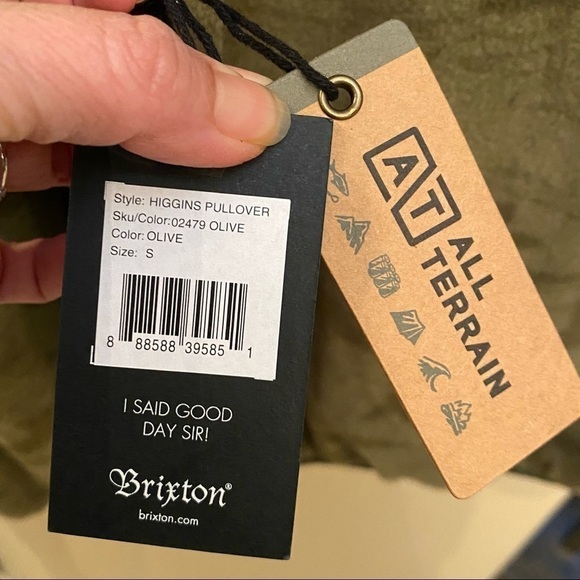 Style: HIGGINS PULLOVER
Sku/Color:02479 OLIVE
Color: OLIVE
Size: S
8 88588 39585 1
I SAID GOOD
DAY SIR!
Brixton®
brixton.com
AT
ALL
TERRAIN